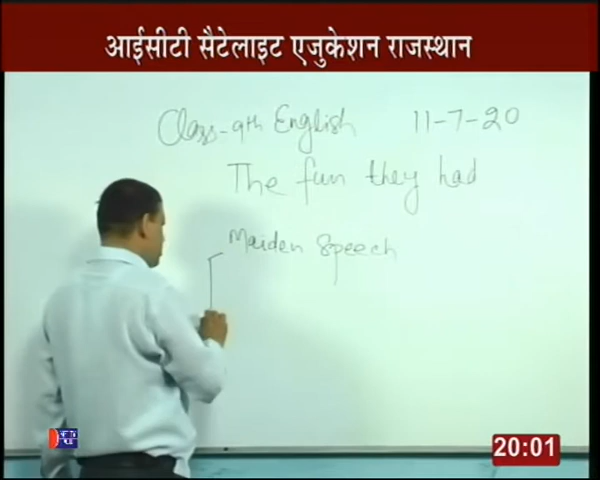 आईसीटी सैटेलाइट एजुकेशन राजस्थान
Class-9th English 11-7-20
The fun they had
Maiden Speech
20:01